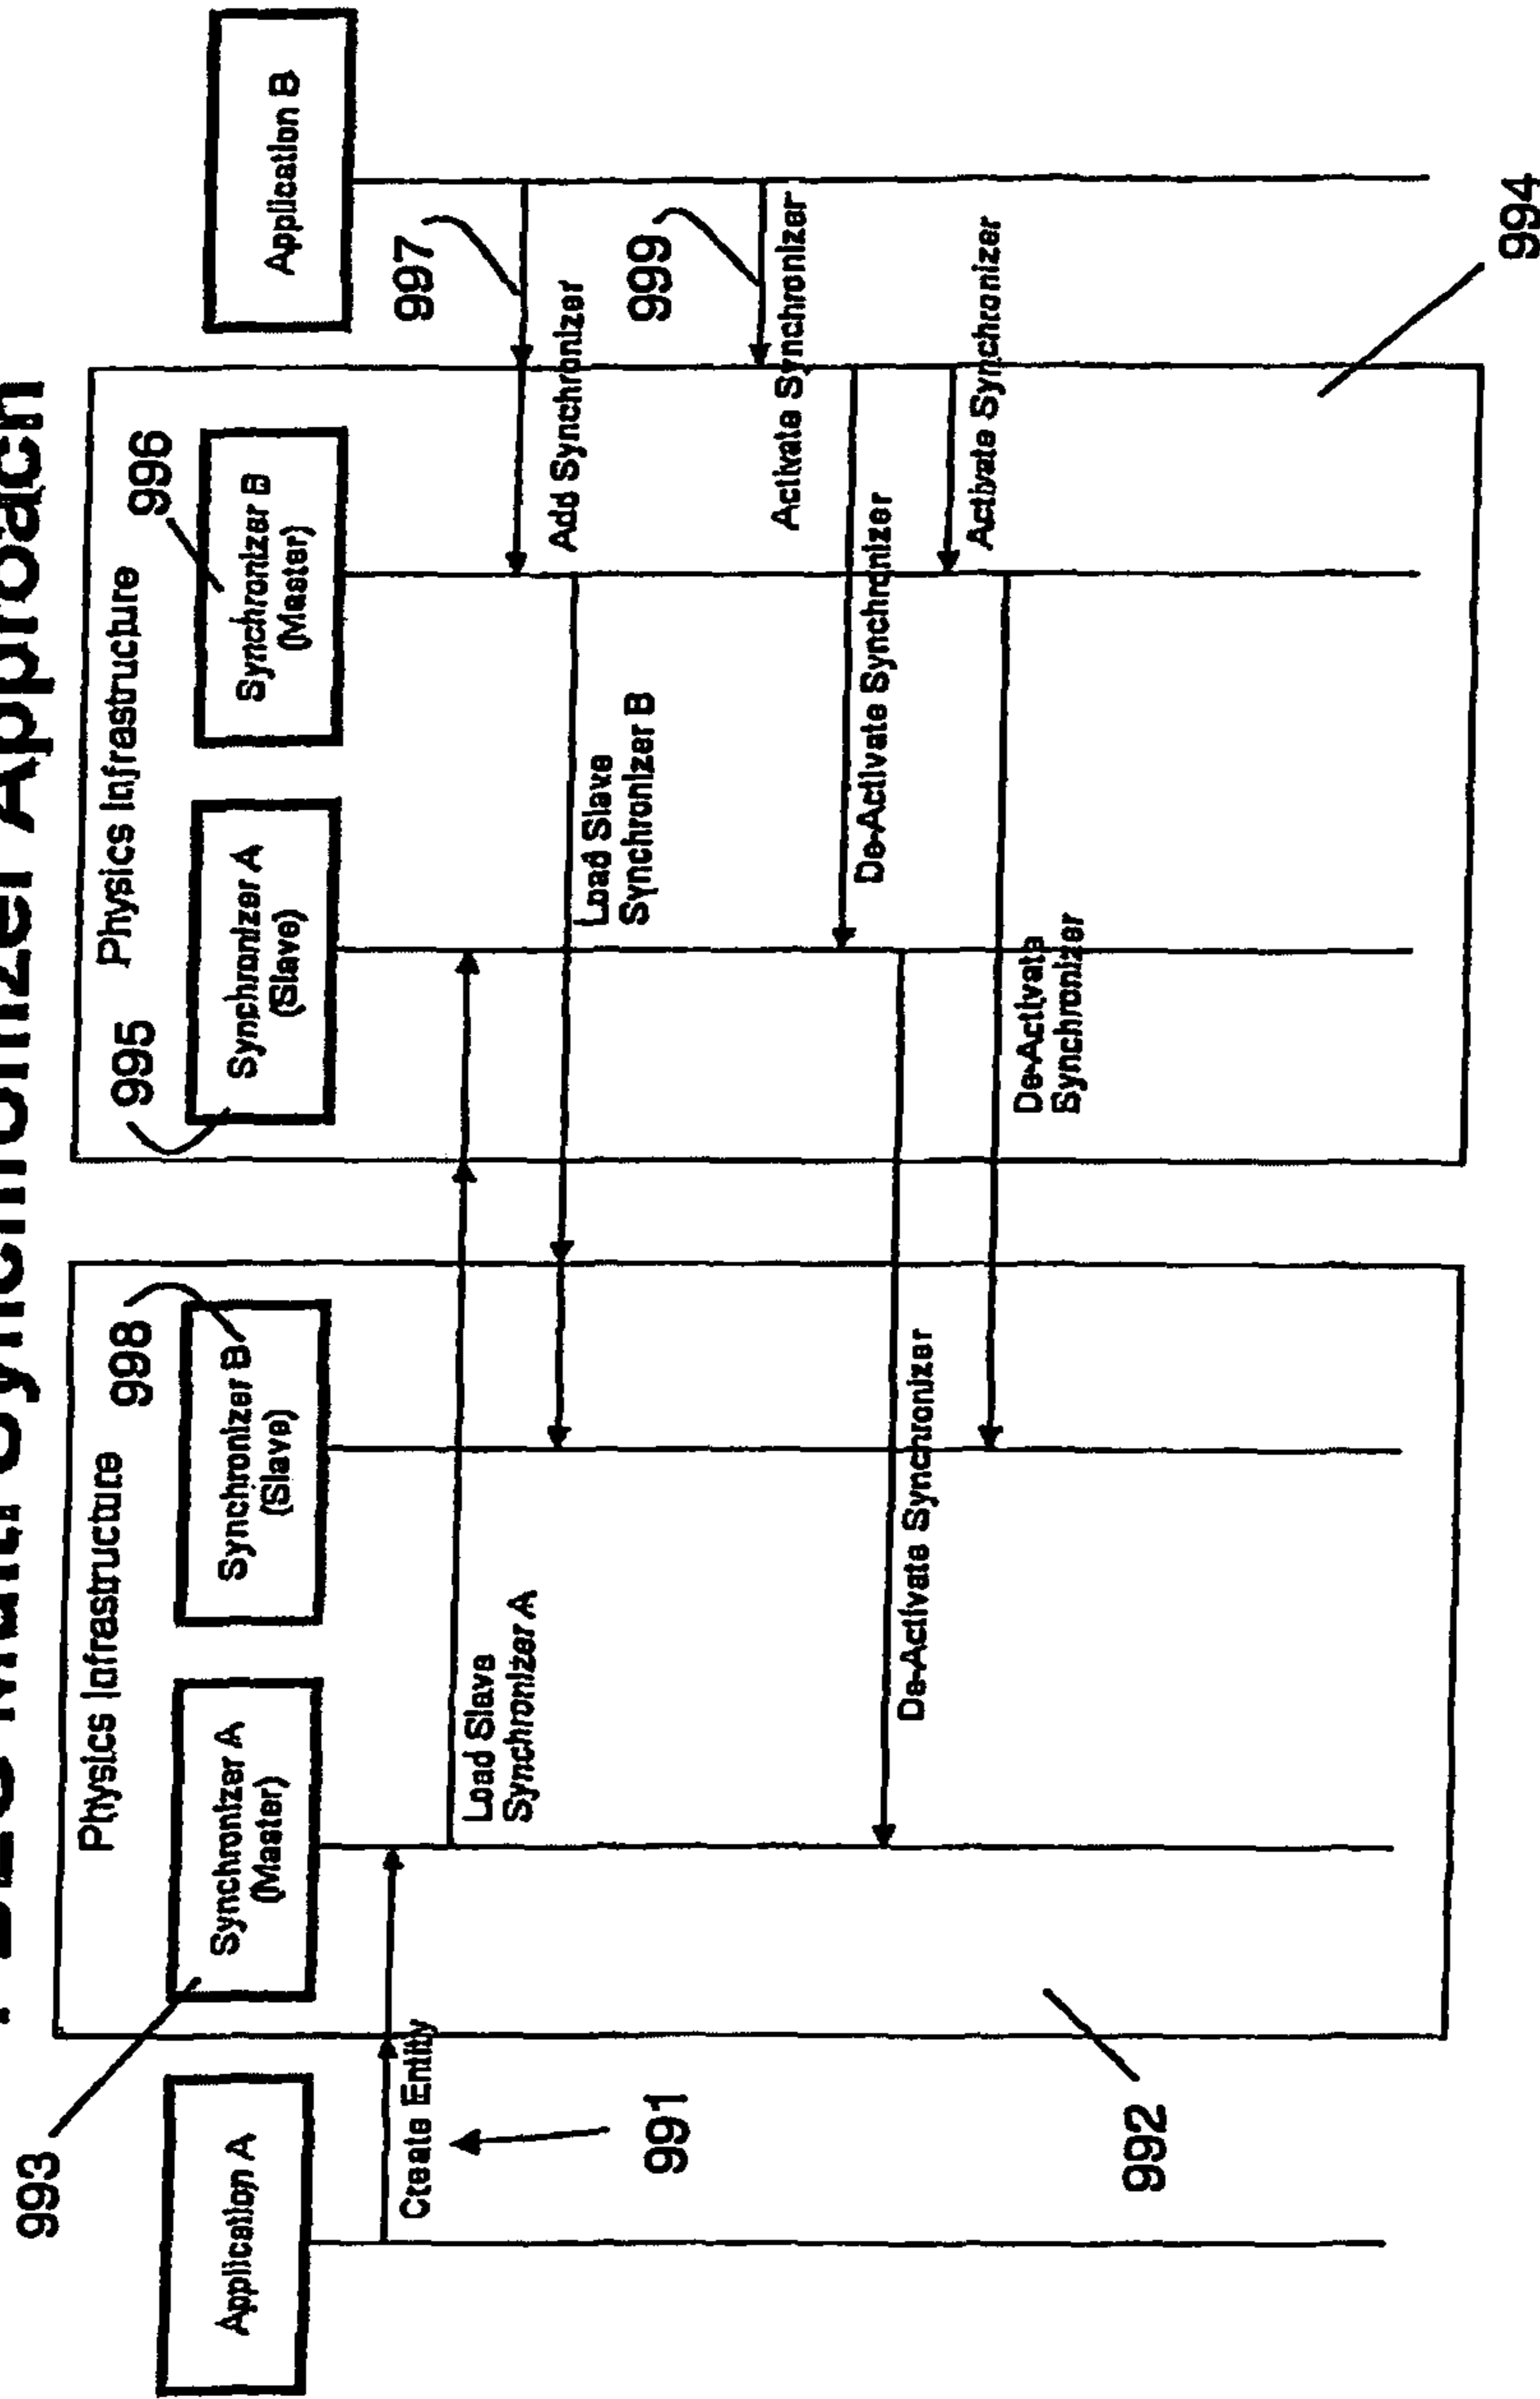 Multi Synchronizer Approach
993
Application A
Physics Infrastructure
998
995
Physics Infrastructure
996
Application B
Synchronizer A
(Master)
Synchronizer B
(Slave)
Synchronizer A
(Slave)
Synchronizer B
(Master)
997
Create Entity
Load Slave
Synchronizer A
Add Synchronizer
Load Slave
Synchronizer B
999
991
Activate Synchronizer
De-Activate Synchronizer
De-Activate Synchronizer
Activate Synchronizer
De-Activate
Synchronizer
992
994